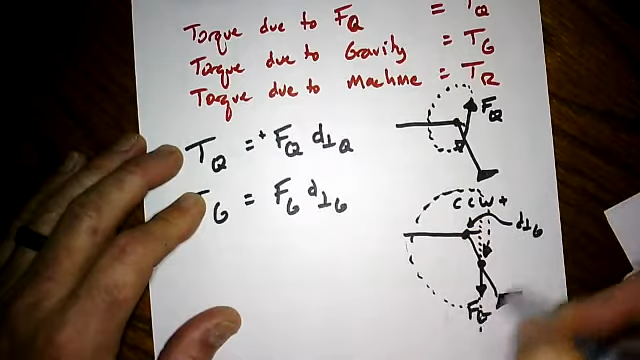 Torque due to FQ = TQ
Torque due to Gravity = TG
Torque due to Machine = TR
FQ
TQ = + FQ d⊥Q
TG = FG d⊥G
CCW +
d⊥G
FG